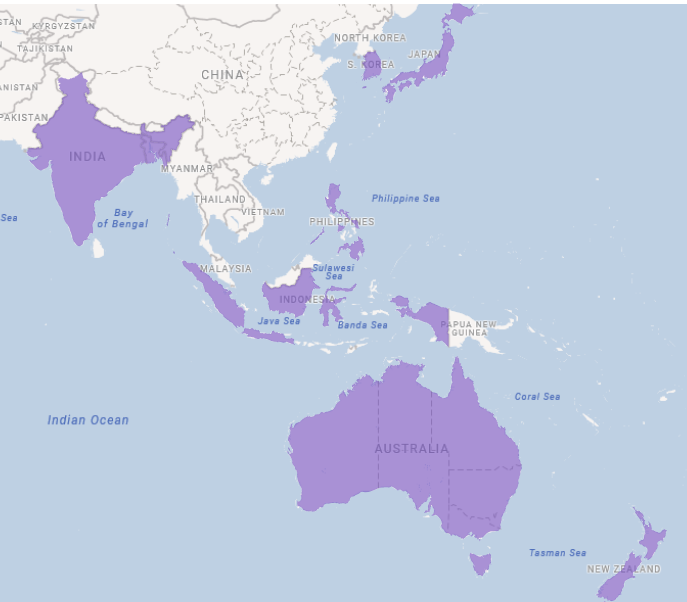 STAN
KYRGYZSTAN
TAJIKISTAN
NORTH KOREA
JAPAN
S. KOREA
CHINA
ANISTAN
PAKISTAN
INDIA
MYANMAR
THAILAND
VIETNAM
Philippine Sea
Sea
Bay
of Bengal
PHILIPPINES
MALAYSIA
Sulawesi
Sea
INDONESIA
Java Sea
Banda Sea
PAPUA NEW
GUINEA
Coral Sea
Indian Ocean
AUSTRALIA
Tasman Sea
NEW ZEALAND